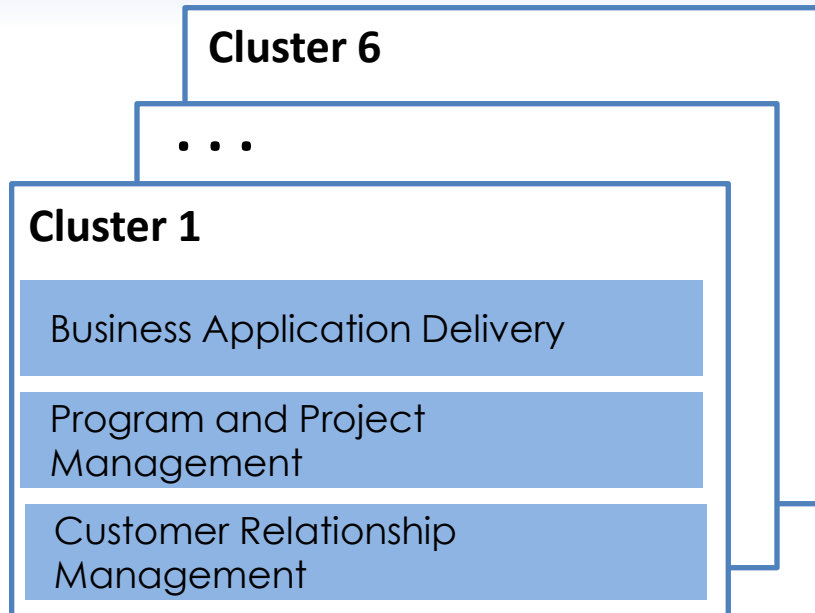 Cluster 6
. . .
Cluster 1
Business Application Delivery
Program and Project
Management
Customer Relationship
Management